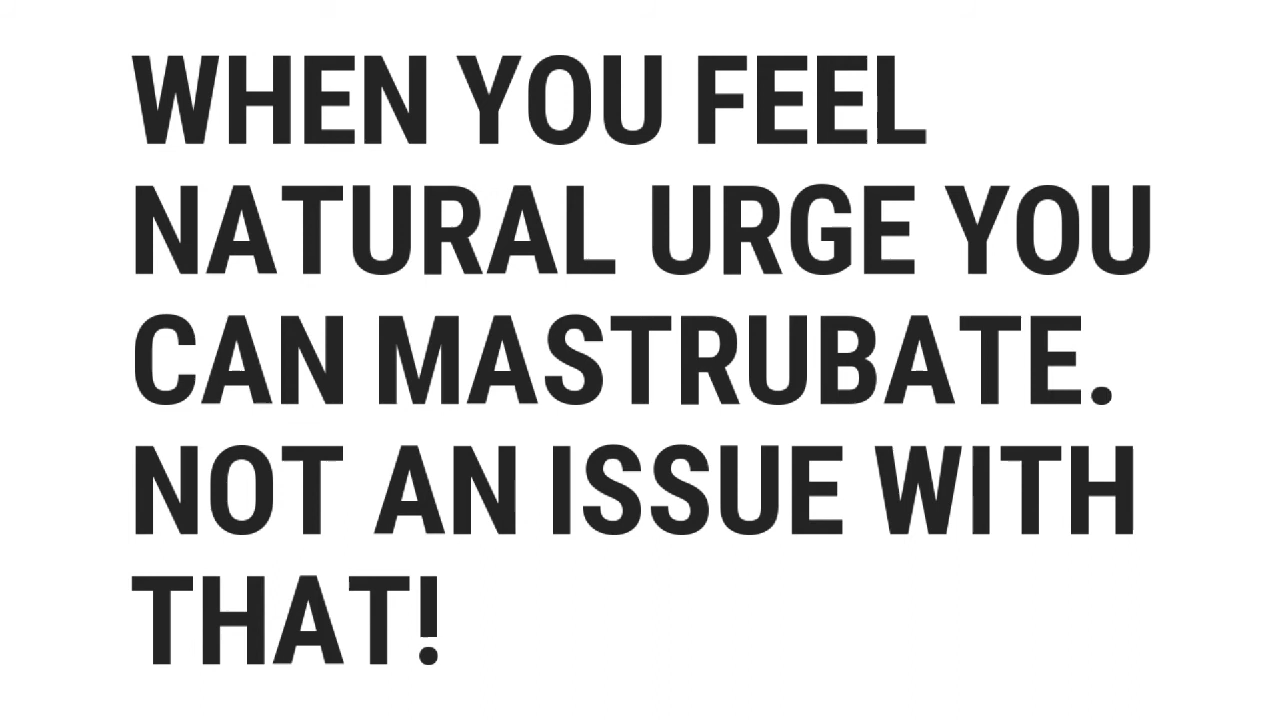 WHEN YOU FEEL
NATURAL URGE YOU
CAN MASTRUBATE.
NOT AN ISSUE WITH
THAT!